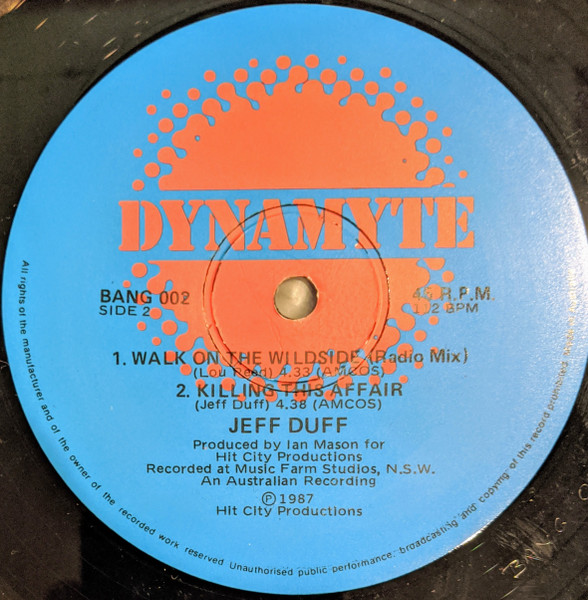 DYNAMYTE
BANG 002
SIDE 2
45 R.P.M.
112 BPM
1. WALK ON THE WILDSIDE (Radio Mix)
(Lou Reed) 4.33 (AMCOS)
2. KILLING THIS AFFAIR
(Jeff Duff) 4.38 (AMCOS)
JEFF DUFF
Produced by Ian Mason for
Hit City Productions
Recorded at Music Farm Studios, N.S.W.
An Australian Recording
Ⓟ 1987
Hit City Productions
All rights of the manufacturer and of the owner of the recorded work reserved Unauthorised public performance: broadcasting and copying of this record prohibited
BANG